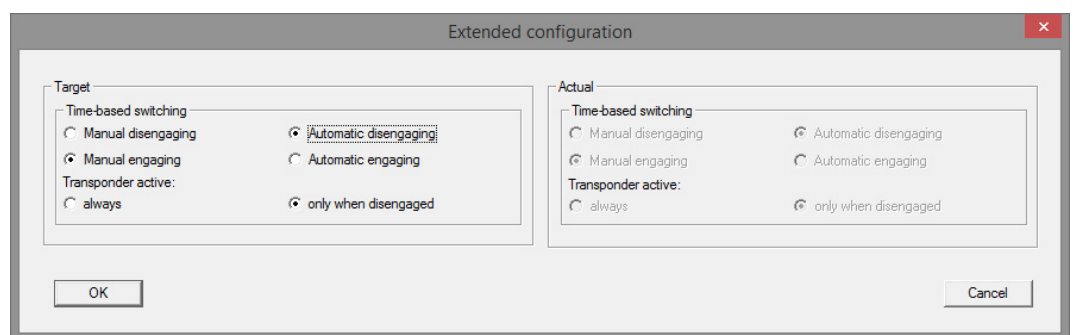 Extended configuration
Target
Time-based switching
Manual disengaging
Automatic disengaging
Manual engaging
Automatic engaging
Transponder active:
always
only when disengaged
Actual
Time-based switching
Manual disengaging
Automatic disengaging
Manual engaging
Automatic engaging
Transponder active:
always
only when disengaged
OK
Cancel